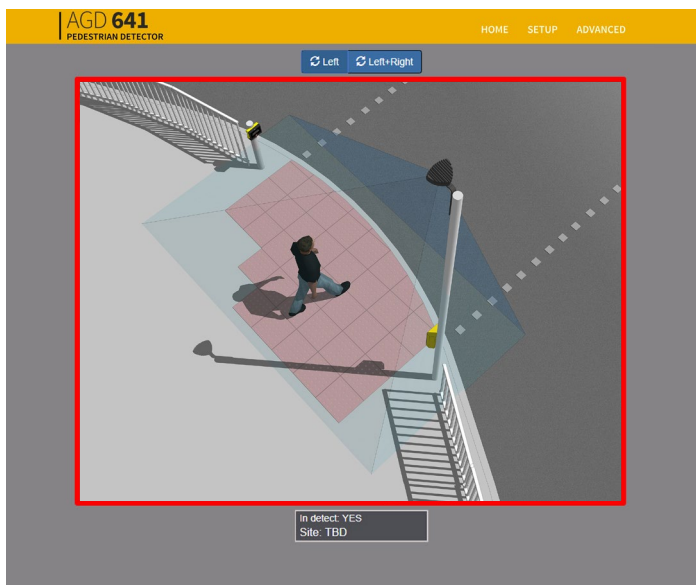 AGD 641
PEDESTRIAN DETECTOR
HOME SETUP ADVANCED
Left Left+Right
In detect: YES
Site: TBD